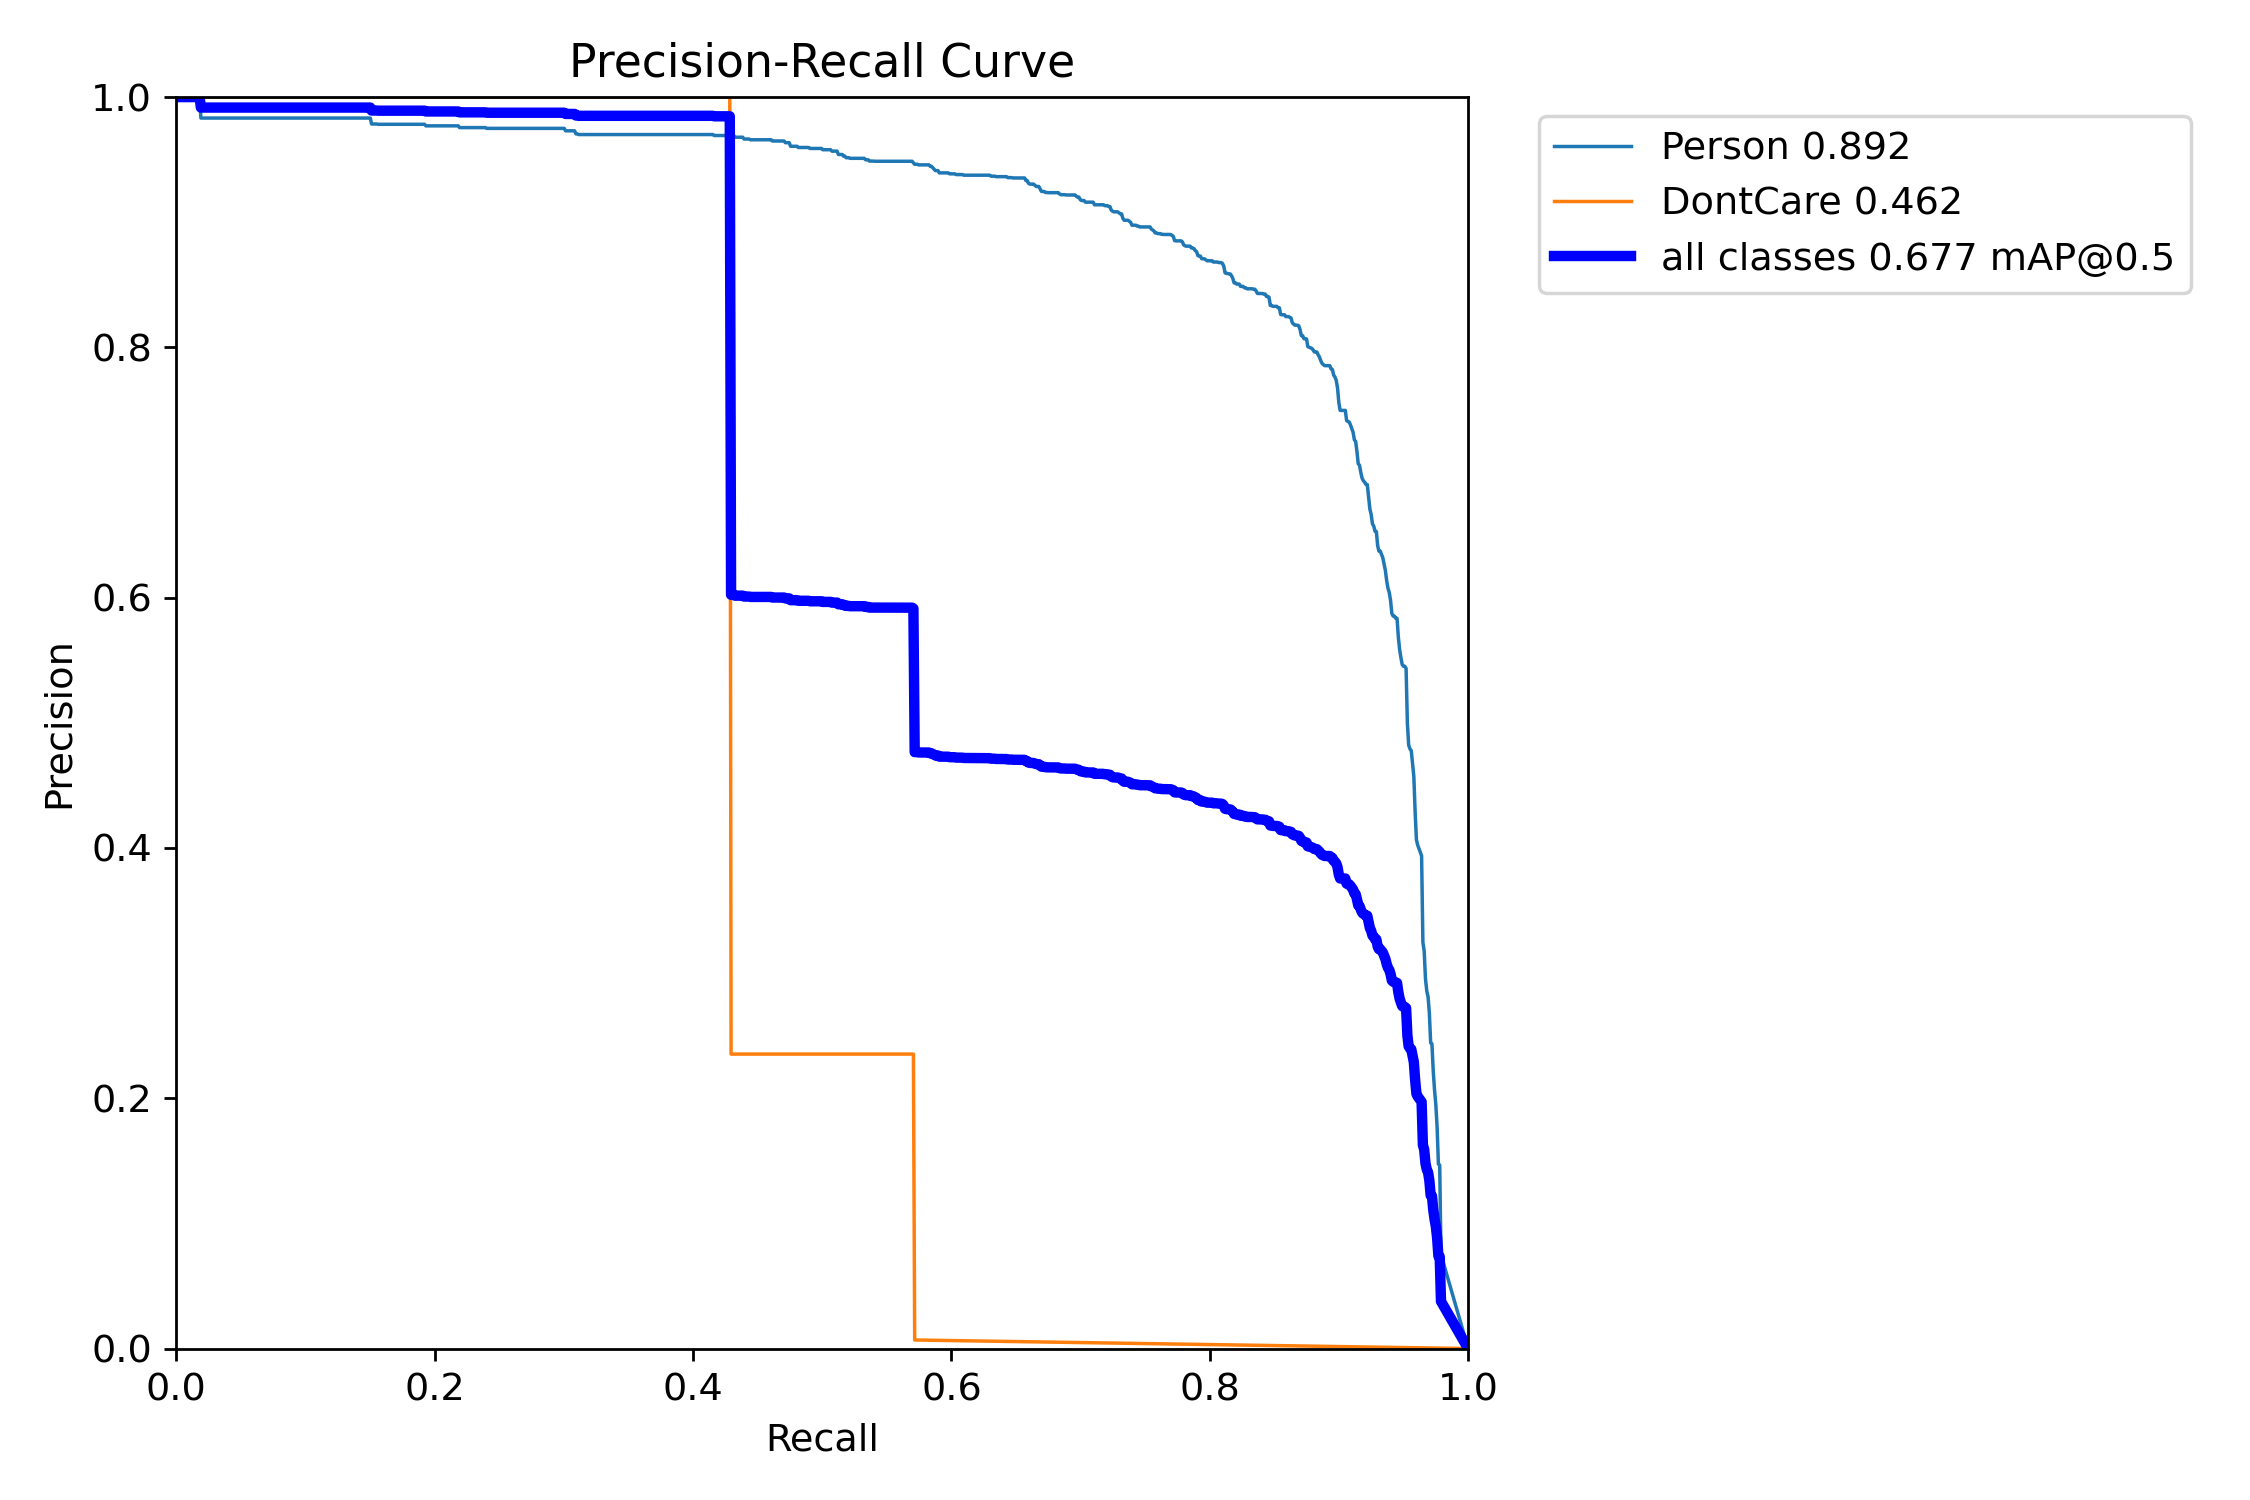 Precision-Recall Curve
1.0
0.8
0.6
0.4
0.2
0.0
Precision
0.0 0.2 0.4 0.6 0.8 1.0
Recall
Person 0.892
DontCare 0.462
all classes 0.677 mAP@0.5